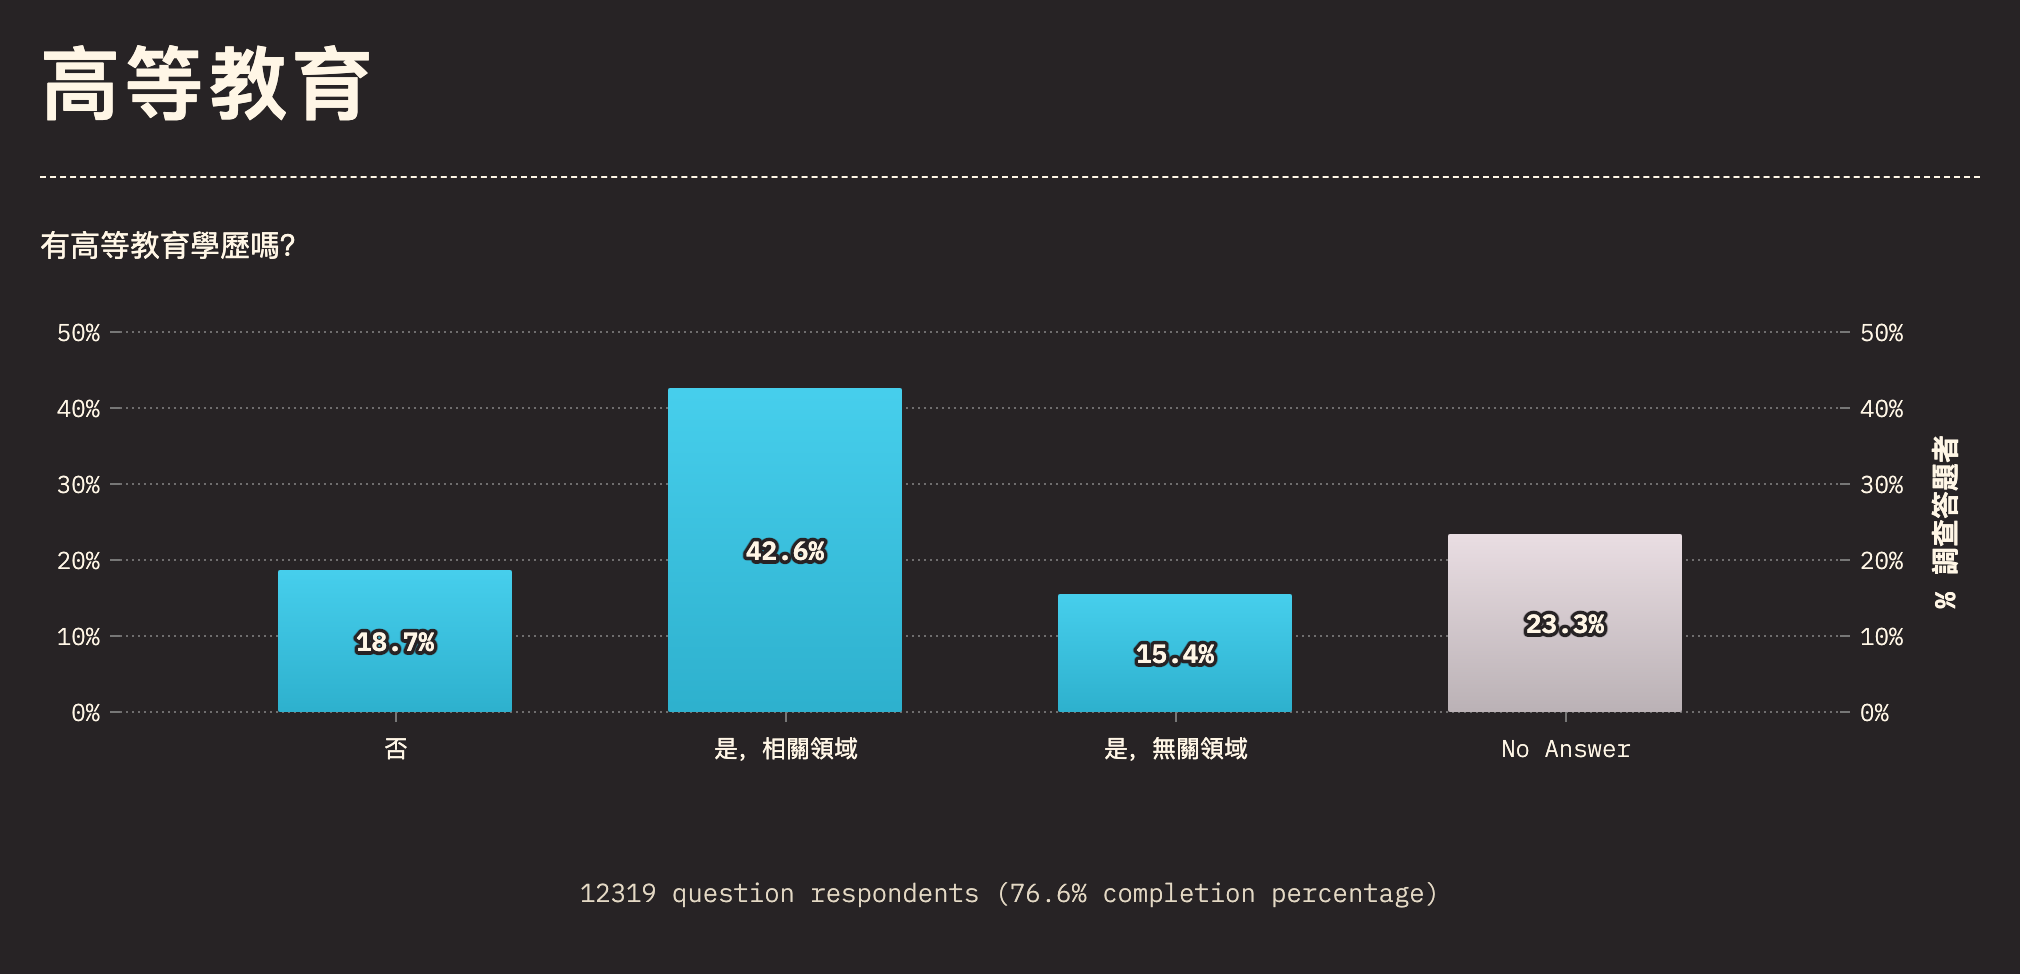 高等教育
有高等教育學歷嗎?
50% 50%
40% 40%
30% 30%
20% 20%
10% 10%
0% 0%
18.7%
42.6%
15.4%
23.3%
否
是，相關領域
是，無關領域
No Answer
% 調查答題者
12319 question respondents (76.6% completion percentage)